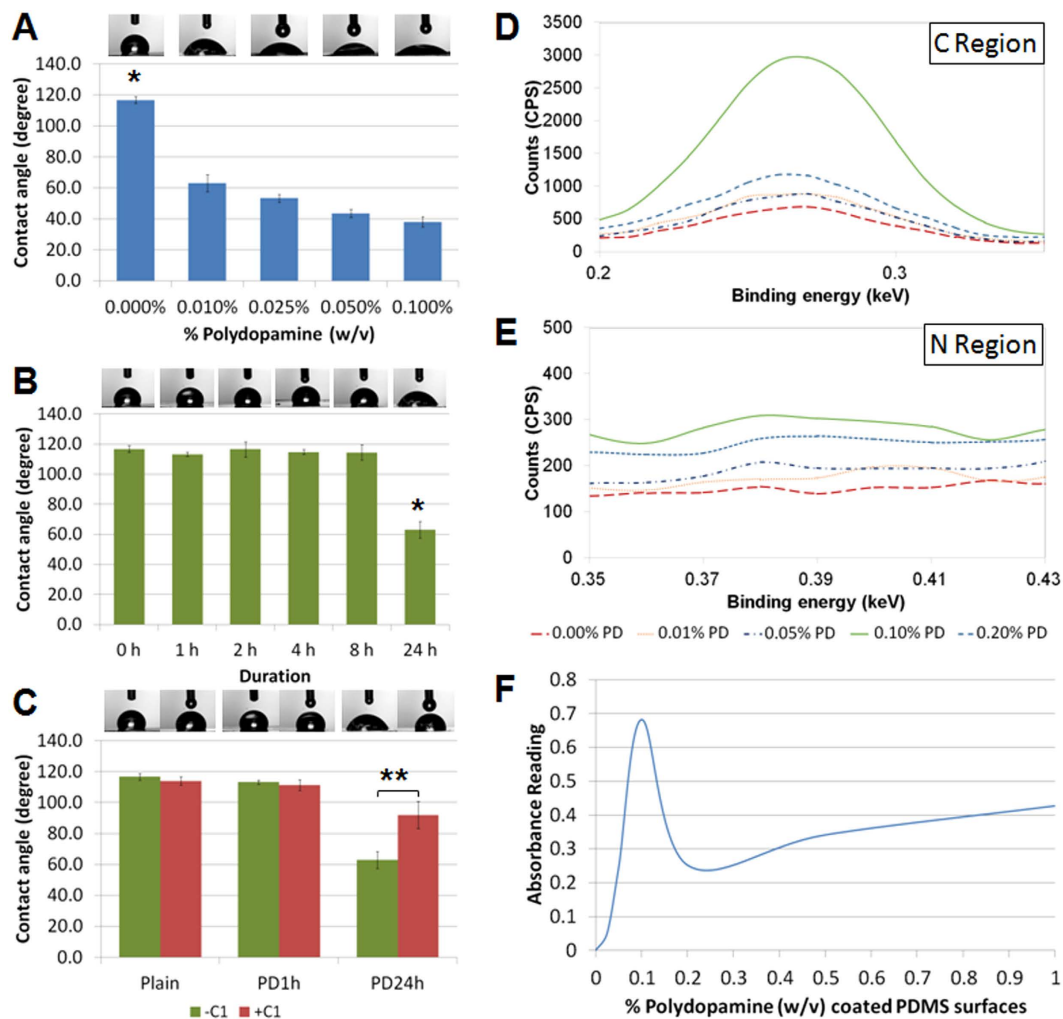 A
Contact angle (degree)
140.0
120.0
100.0
80.0
60.0
40.0
20.0
0.0
*
0.000% 0.010% 0.025% 0.050% 0.100%
% Polydopamine (w/v)
B
Contact angle (degree)
140.0
120.0
100.0
80.0
60.0
40.0
20.0
0.0
*
0 h 1 h 2 h 4 h 8 h 24 h
Duration
C
Contact angle (degree)
140.0
120.0
100.0
80.0
60.0
40.0
20.0
0.0
**
Plain PD1h PD24h
-C1 +C1
D
C Region
Counts (CPS)
3500
3000
2500
2000
1500
1000
500
0
0.2 0.3
Binding energy (keV)
E
N Region
Counts (CPS)
500
400
300
200
100
0
0.35 0.37 0.39 0.41 0.43
Binding energy (keV)
0.00% PD 0.01% PD 0.05% PD 0.10% PD 0.20% PD
F
Absorbance Reading
0.8
0.7
0.6
0.5
0.4
0.3
0.2
0.1
0
0 0.1 0.2 0.3 0.4 0.5 0.6 0.7 0.8 0.9 1
% Polydopamine (w/v) coated PDMS surfaces